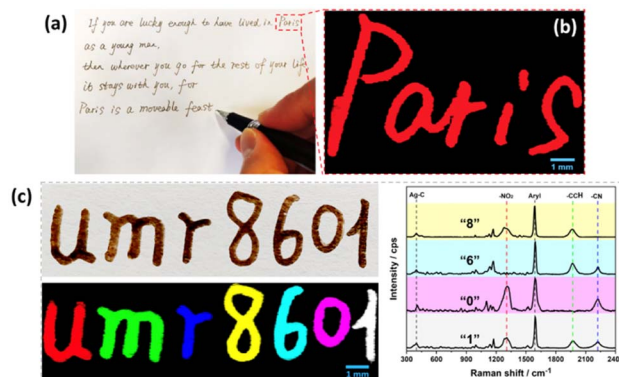 (a)
If you are lucky enough to have lived in Paris
as a young man,
then wherever you go for the rest of your life
it stays with you, for
Paris is a moveable feast
(b)
Paris
1 mm
(c)
umr 8601
umr 8601
1 mm
Ag-C -NO₂ Aryl -CCH -CN
"8"
"6"
"0"
"1"
Intensity / cps
300 600 900 1200 1500 1800 2100 2400
Raman shift / cm⁻¹